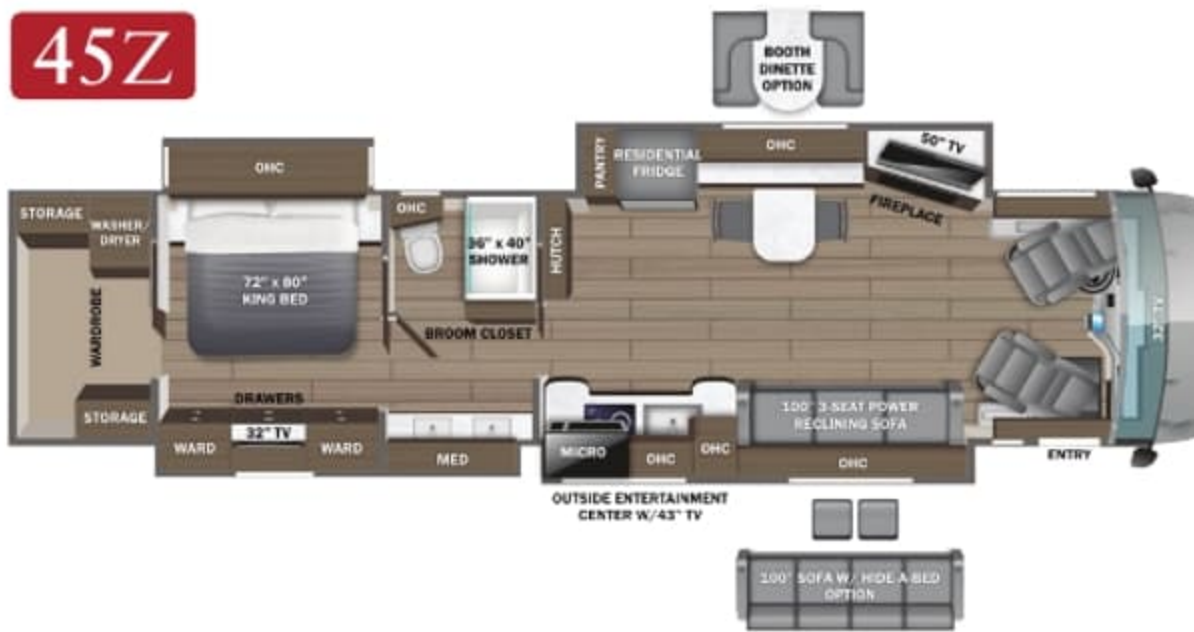 45Z
BOOTH
DINETTE
OPTION
OHC
PANTRY
RESIDENTIAL
FRIDGE
OHC
50" TV
FIREPLACE
STORAGE
WASHER/
DRYER
OHC
36" x 40"
SHOWER
HUTCH
72" x 80"
KING BED
WARDROBE
BROOM CLOSET
32" TV
STORAGE
DRAWERS
WARD
32" TV
WARD
MED
MICRO
OHC
OHC
100" 3-SEAT POWER
RECLINING SOFA
OHC
ENTRY
OUTSIDE ENTERTAINMENT
CENTER W/43" TV
100" SOFA W/ HIDE-A-BED
OPTION